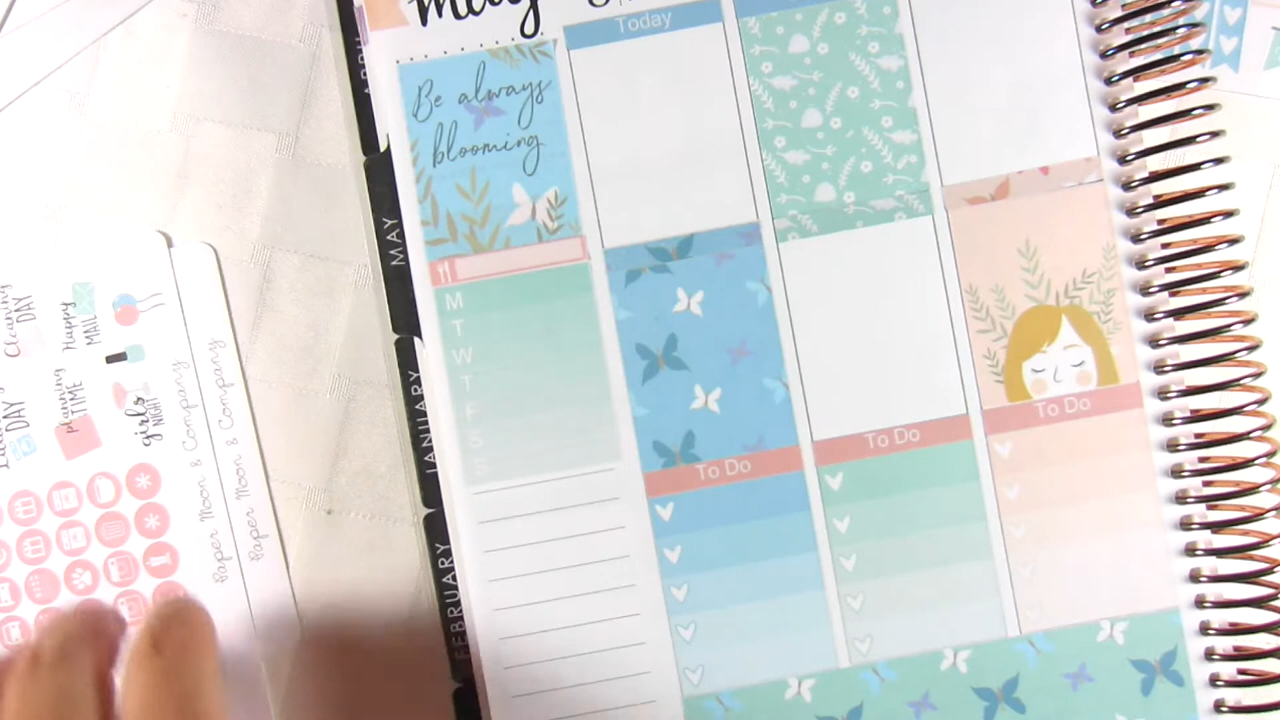 May
Today
Be always
blooming
M
T
W
T
F
S
S
To Do
To Do
To Do
APRIL
MAY
JANUARY
FEBRUARY
Cleaning
DAY
Happy
MAIL
DAY
planning
TIME
girls
NIGHT
Paper Moon & Company
Paper Moon & Company